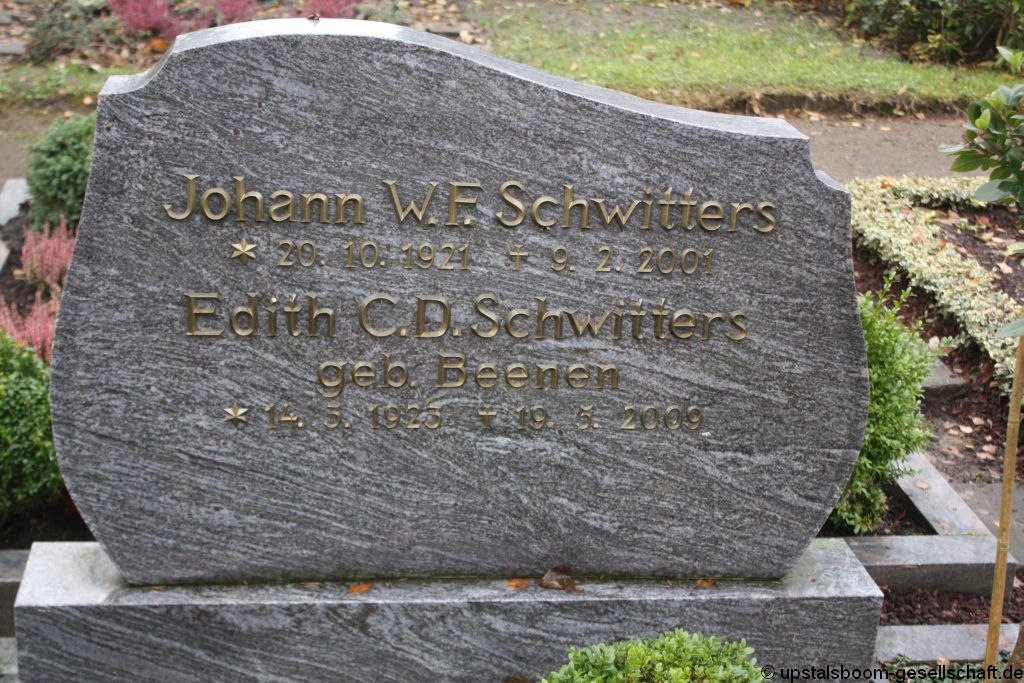 Johann W.F. Schwitters
* 20. 10. 1921 † 9. 2. 2001
Edith C.D. Schwitters
geb. Beenen
* 14. 3. 1923 † 19. 5. 2009
© upstalsboom-gesellschaft.de